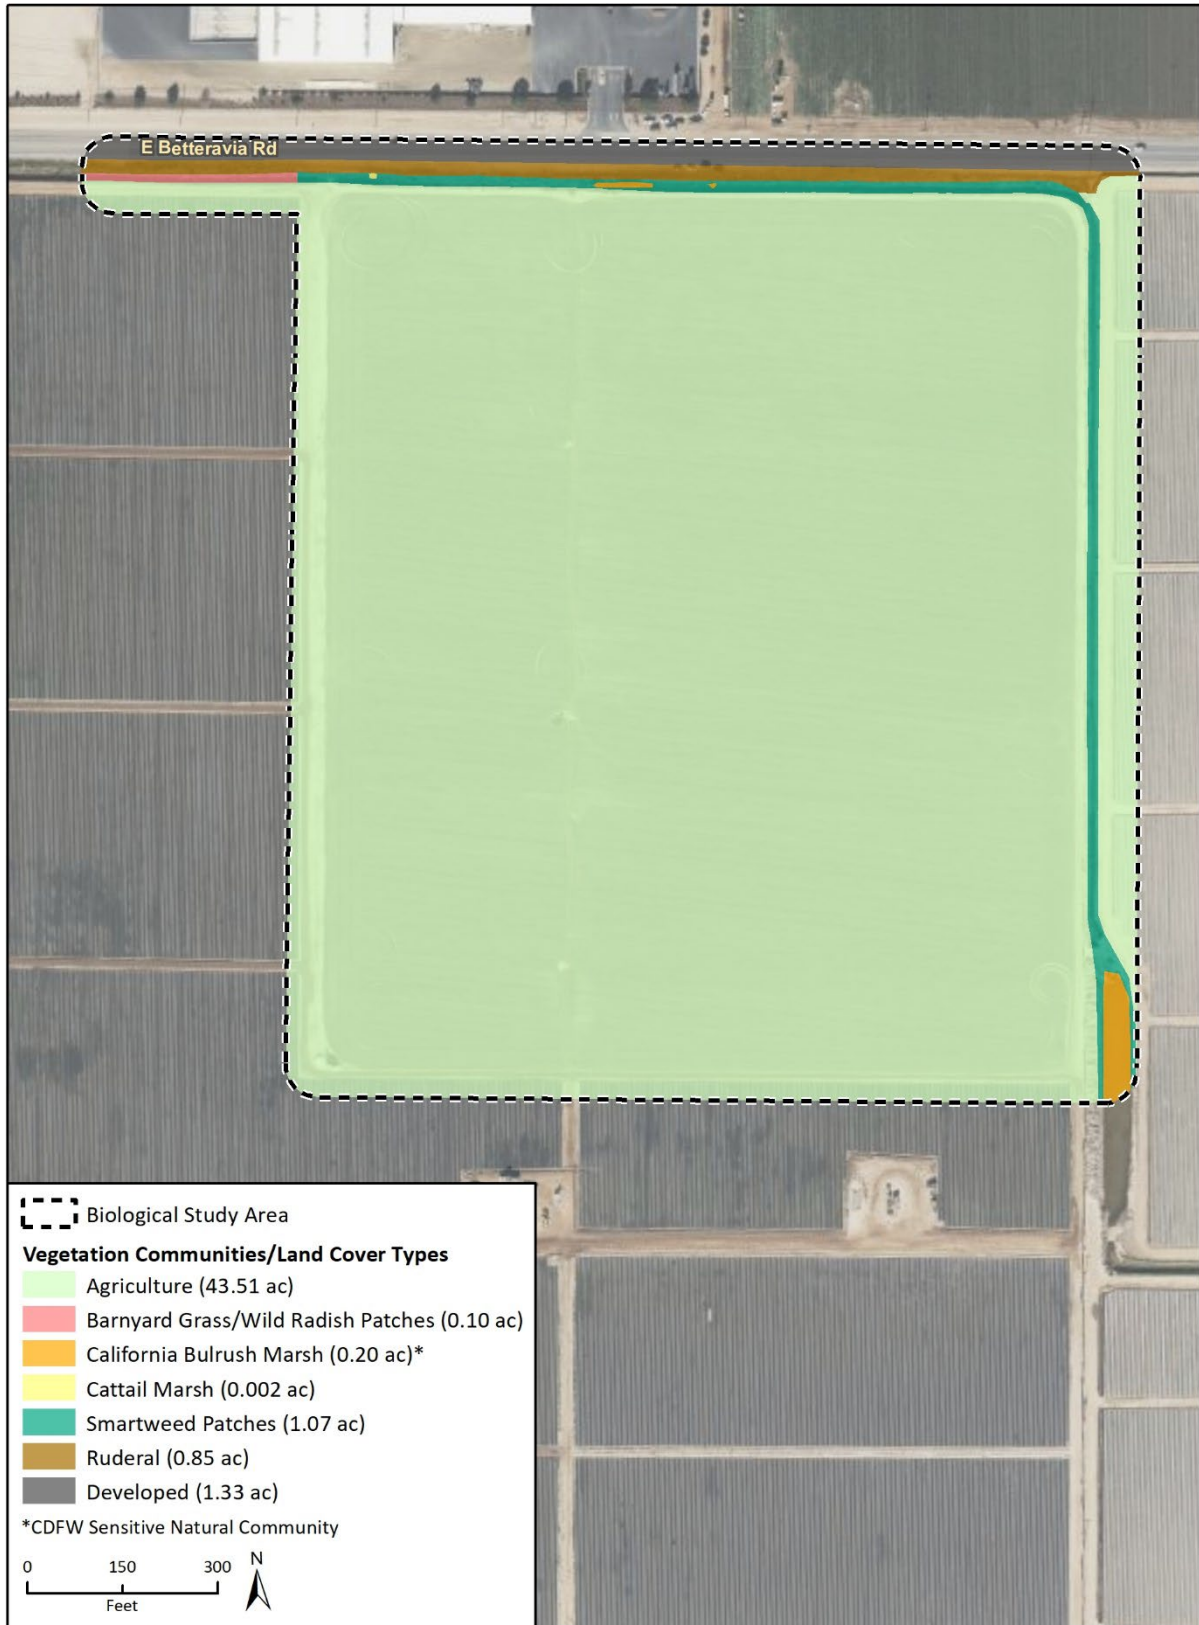 E Betteravia Rd
Biological Study Area
Vegetation Communities/Land Cover Types
Agriculture (43.51 ac)
Barnyard Grass/Wild Radish Patches (0.10 ac)
California Bulrush Marsh (0.20 ac)*
Cattail Marsh (0.002 ac)
Smartweed Patches (1.07 ac)
Ruderal (0.85 ac)
Developed (1.33 ac)
*CDFW Sensitive Natural Community
0 150 300 N
Feet